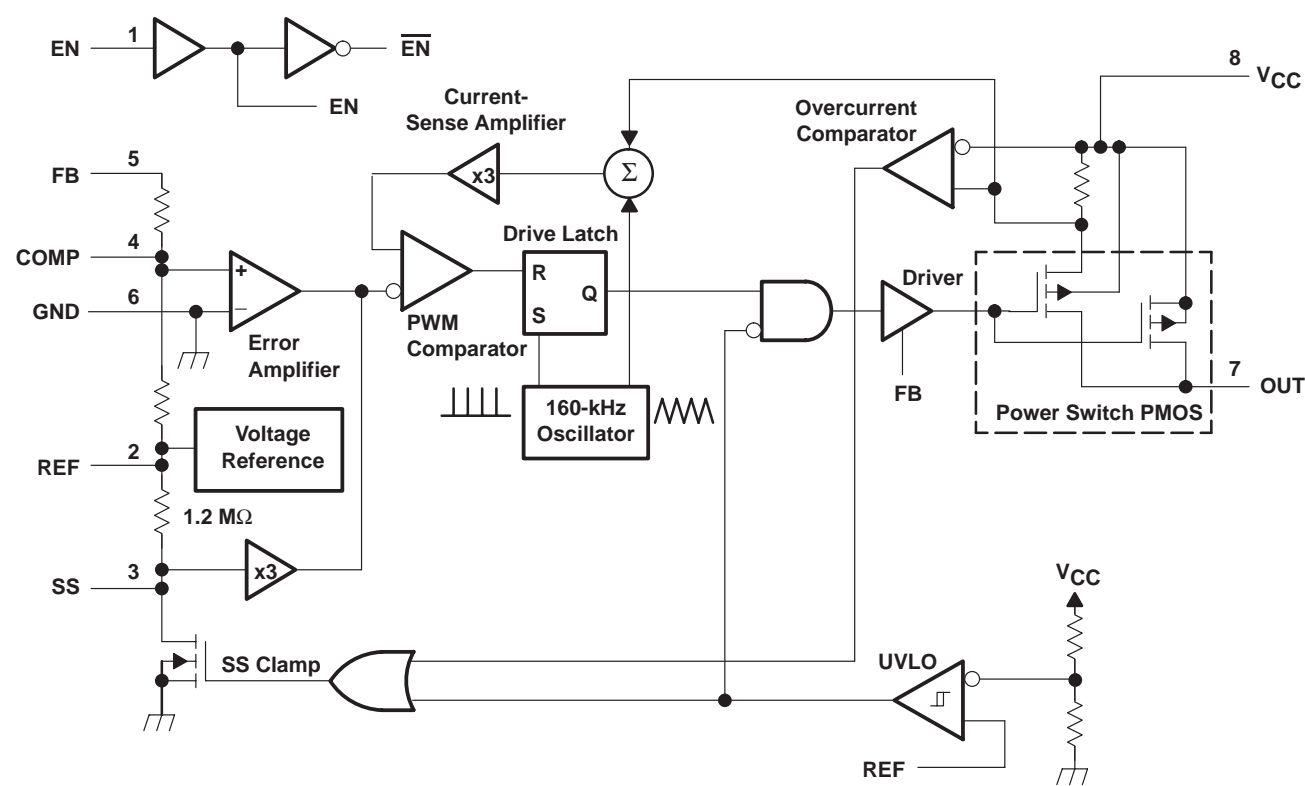 EN
1
EN
EN
8
VCC
Current-
Sense Amplifier
Overcurrent
Comparator
5
FB
x3
Σ
4
COMP
Drive Latch
+
R
Q
S
Driver
6
GND
–
PWM
Comparator
Error
Amplifier
FB
7
OUT
160-kHz
Oscillator
Power Switch PMOS
Voltage
Reference
2
REF
1.2 MΩ
3
SS
x3
VCC
SS Clamp
UVLO
REF